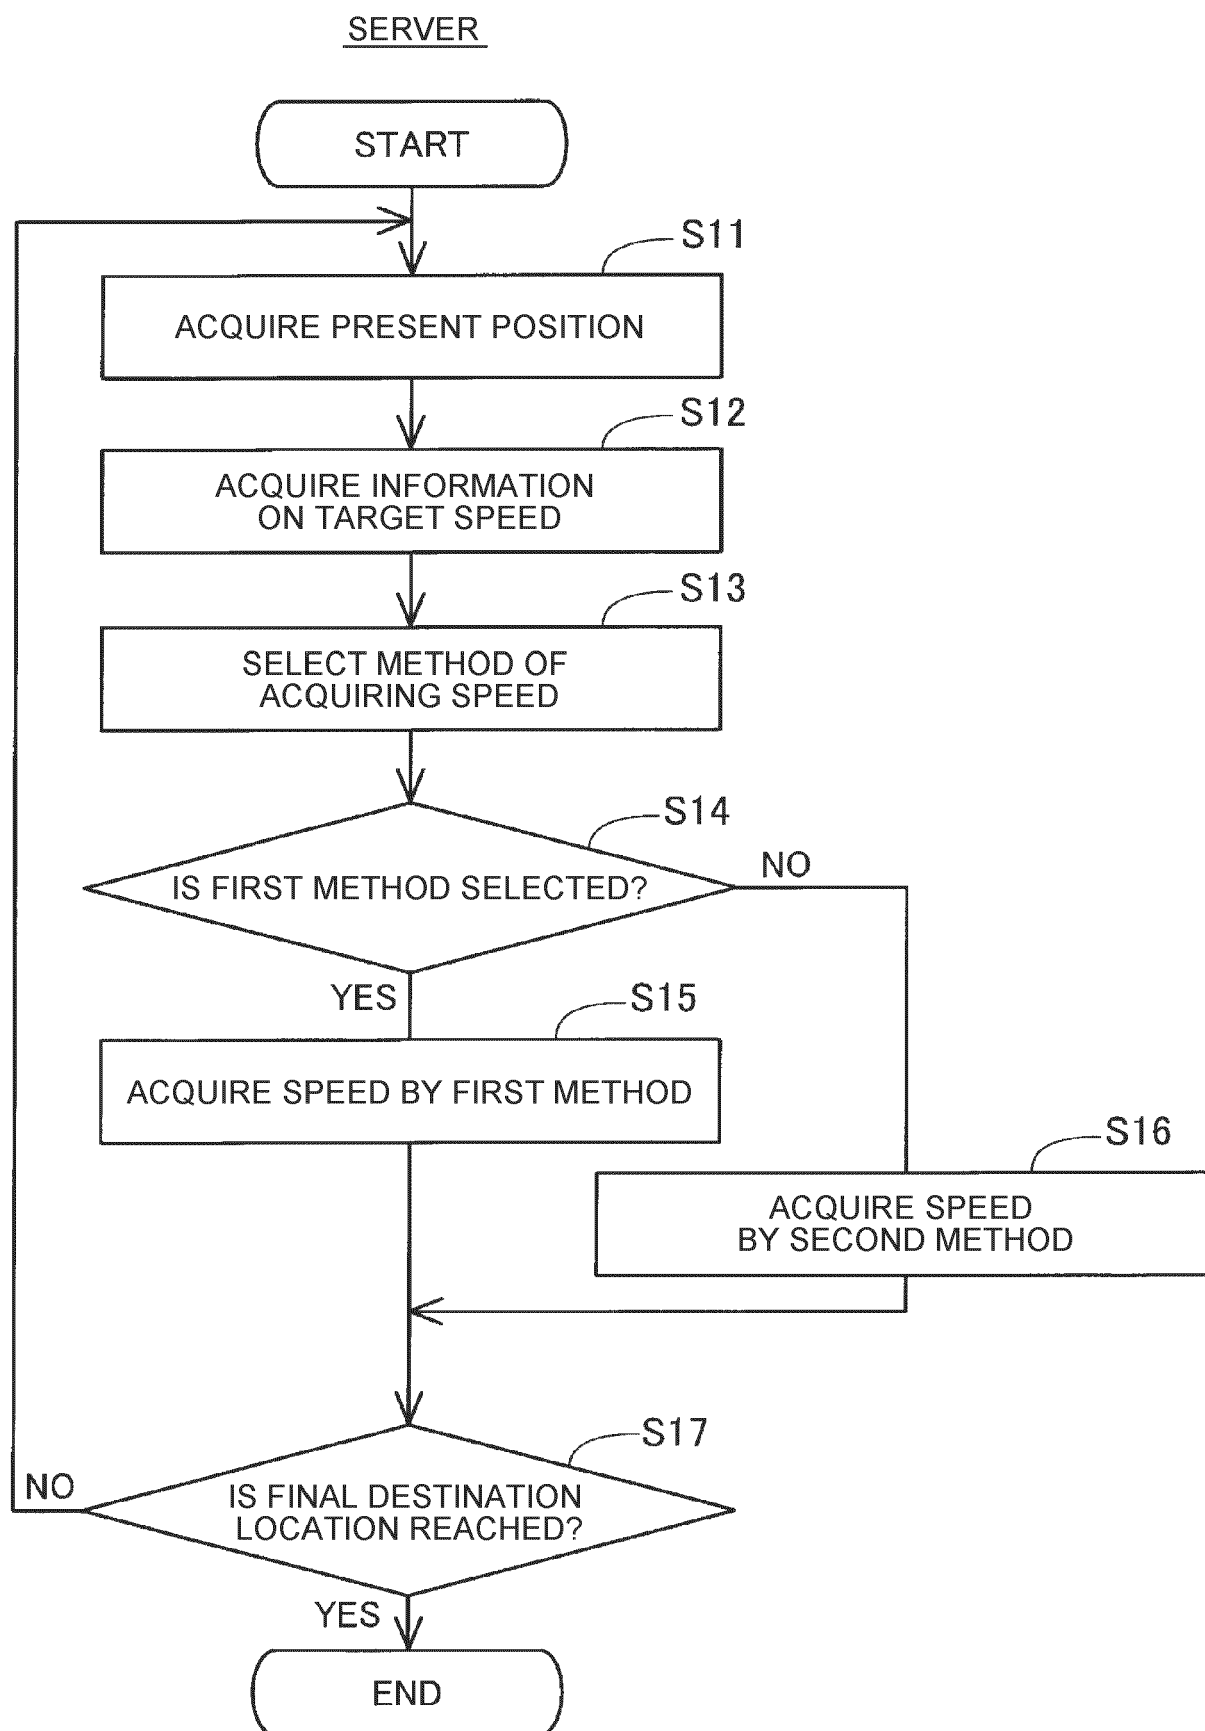 SERVER
START
S11
ACQUIRE PRESENT POSITION
S12
ACQUIRE INFORMATION
ON TARGET SPEED
S13
SELECT METHOD OF
ACQUIRING SPEED
S14
IS FIRST METHOD SELECTED?
NO
YES
S15
ACQUIRE SPEED BY FIRST METHOD
S16
ACQUIRE SPEED
BY SECOND METHOD
S17
IS FINAL DESTINATION
LOCATION REACHED?
NO
YES
END